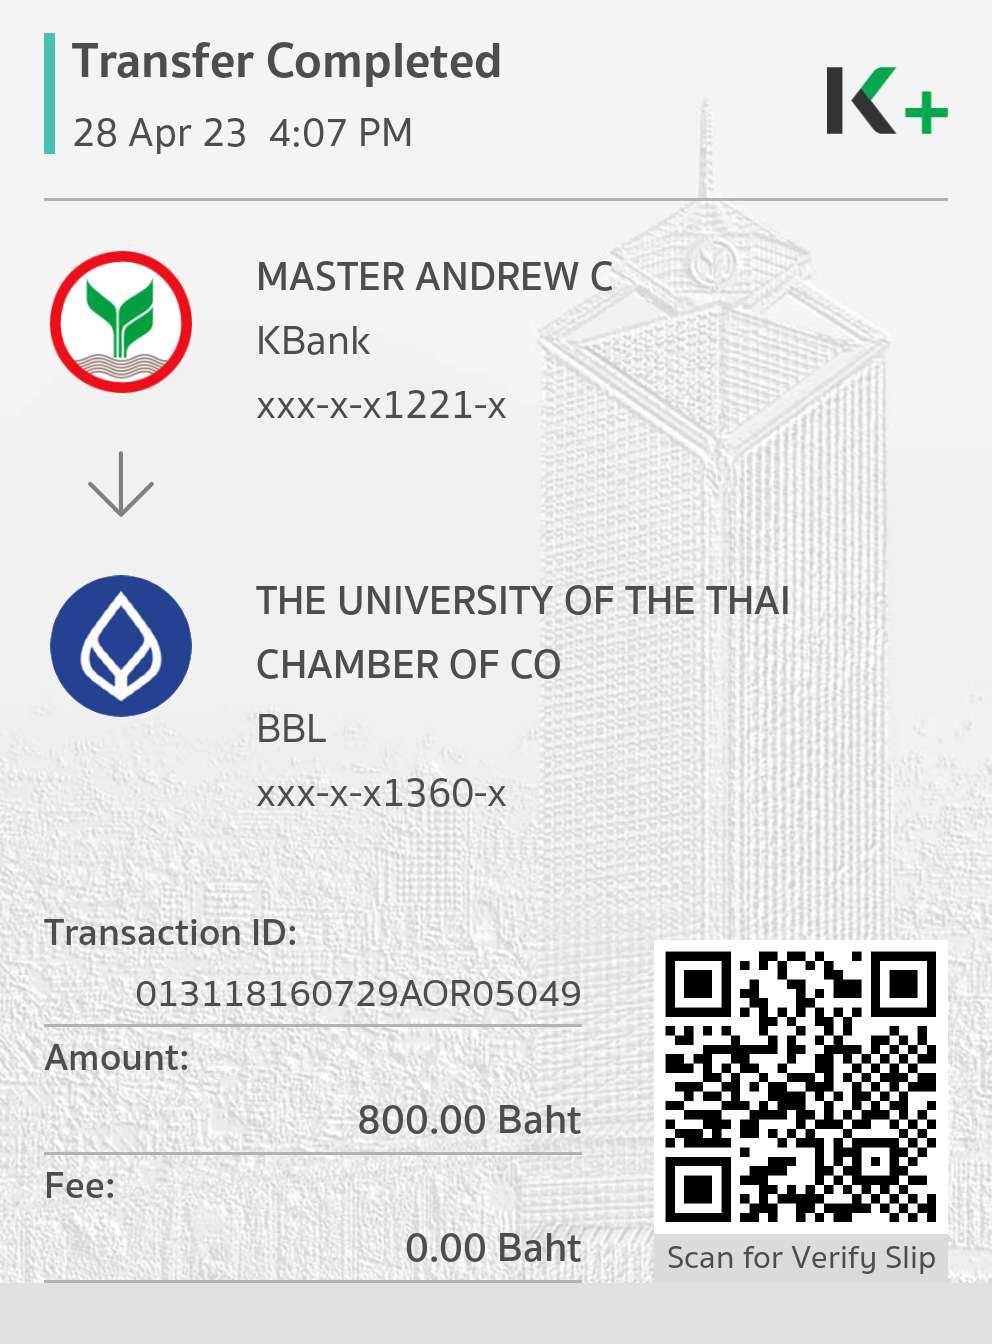 Transfer Completed
28 Apr 23 4:07 PM
K+
MASTER ANDREW C
KBank
xxx-x-x1221-x
THE UNIVERSITY OF THE THAI
CHAMBER OF CO
BBL
xxx-x-x1360-x
Transaction ID:
013118160729AOR05049
Amount:
800.00 Baht
Fee:
0.00 Baht
Scan for Verify Slip